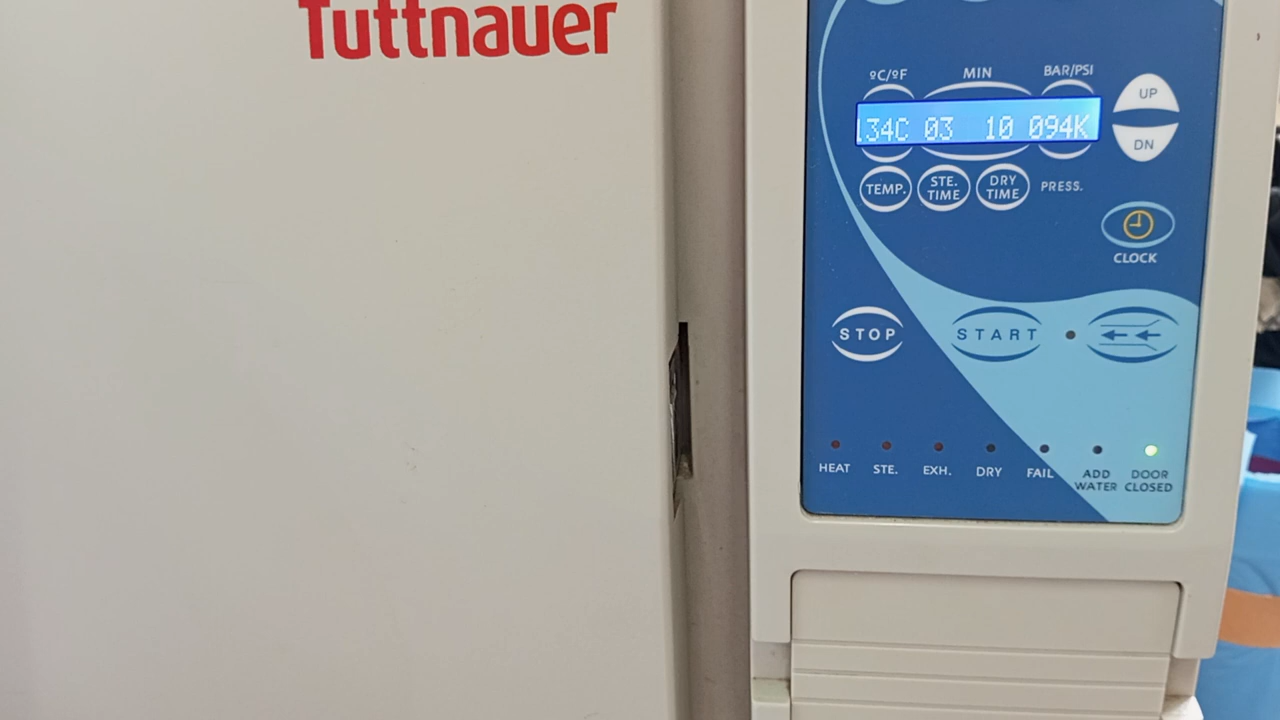 Tuttnauer
ºC/ºF MIN BAR/PSI
134C 03 10 094K
UP
DN
TEMP. STE. TIME DRY TIME PRESS.
CLOCK
STOP START
HEAT STE. EXH. DRY FAIL ADD WATER DOOR CLOSED